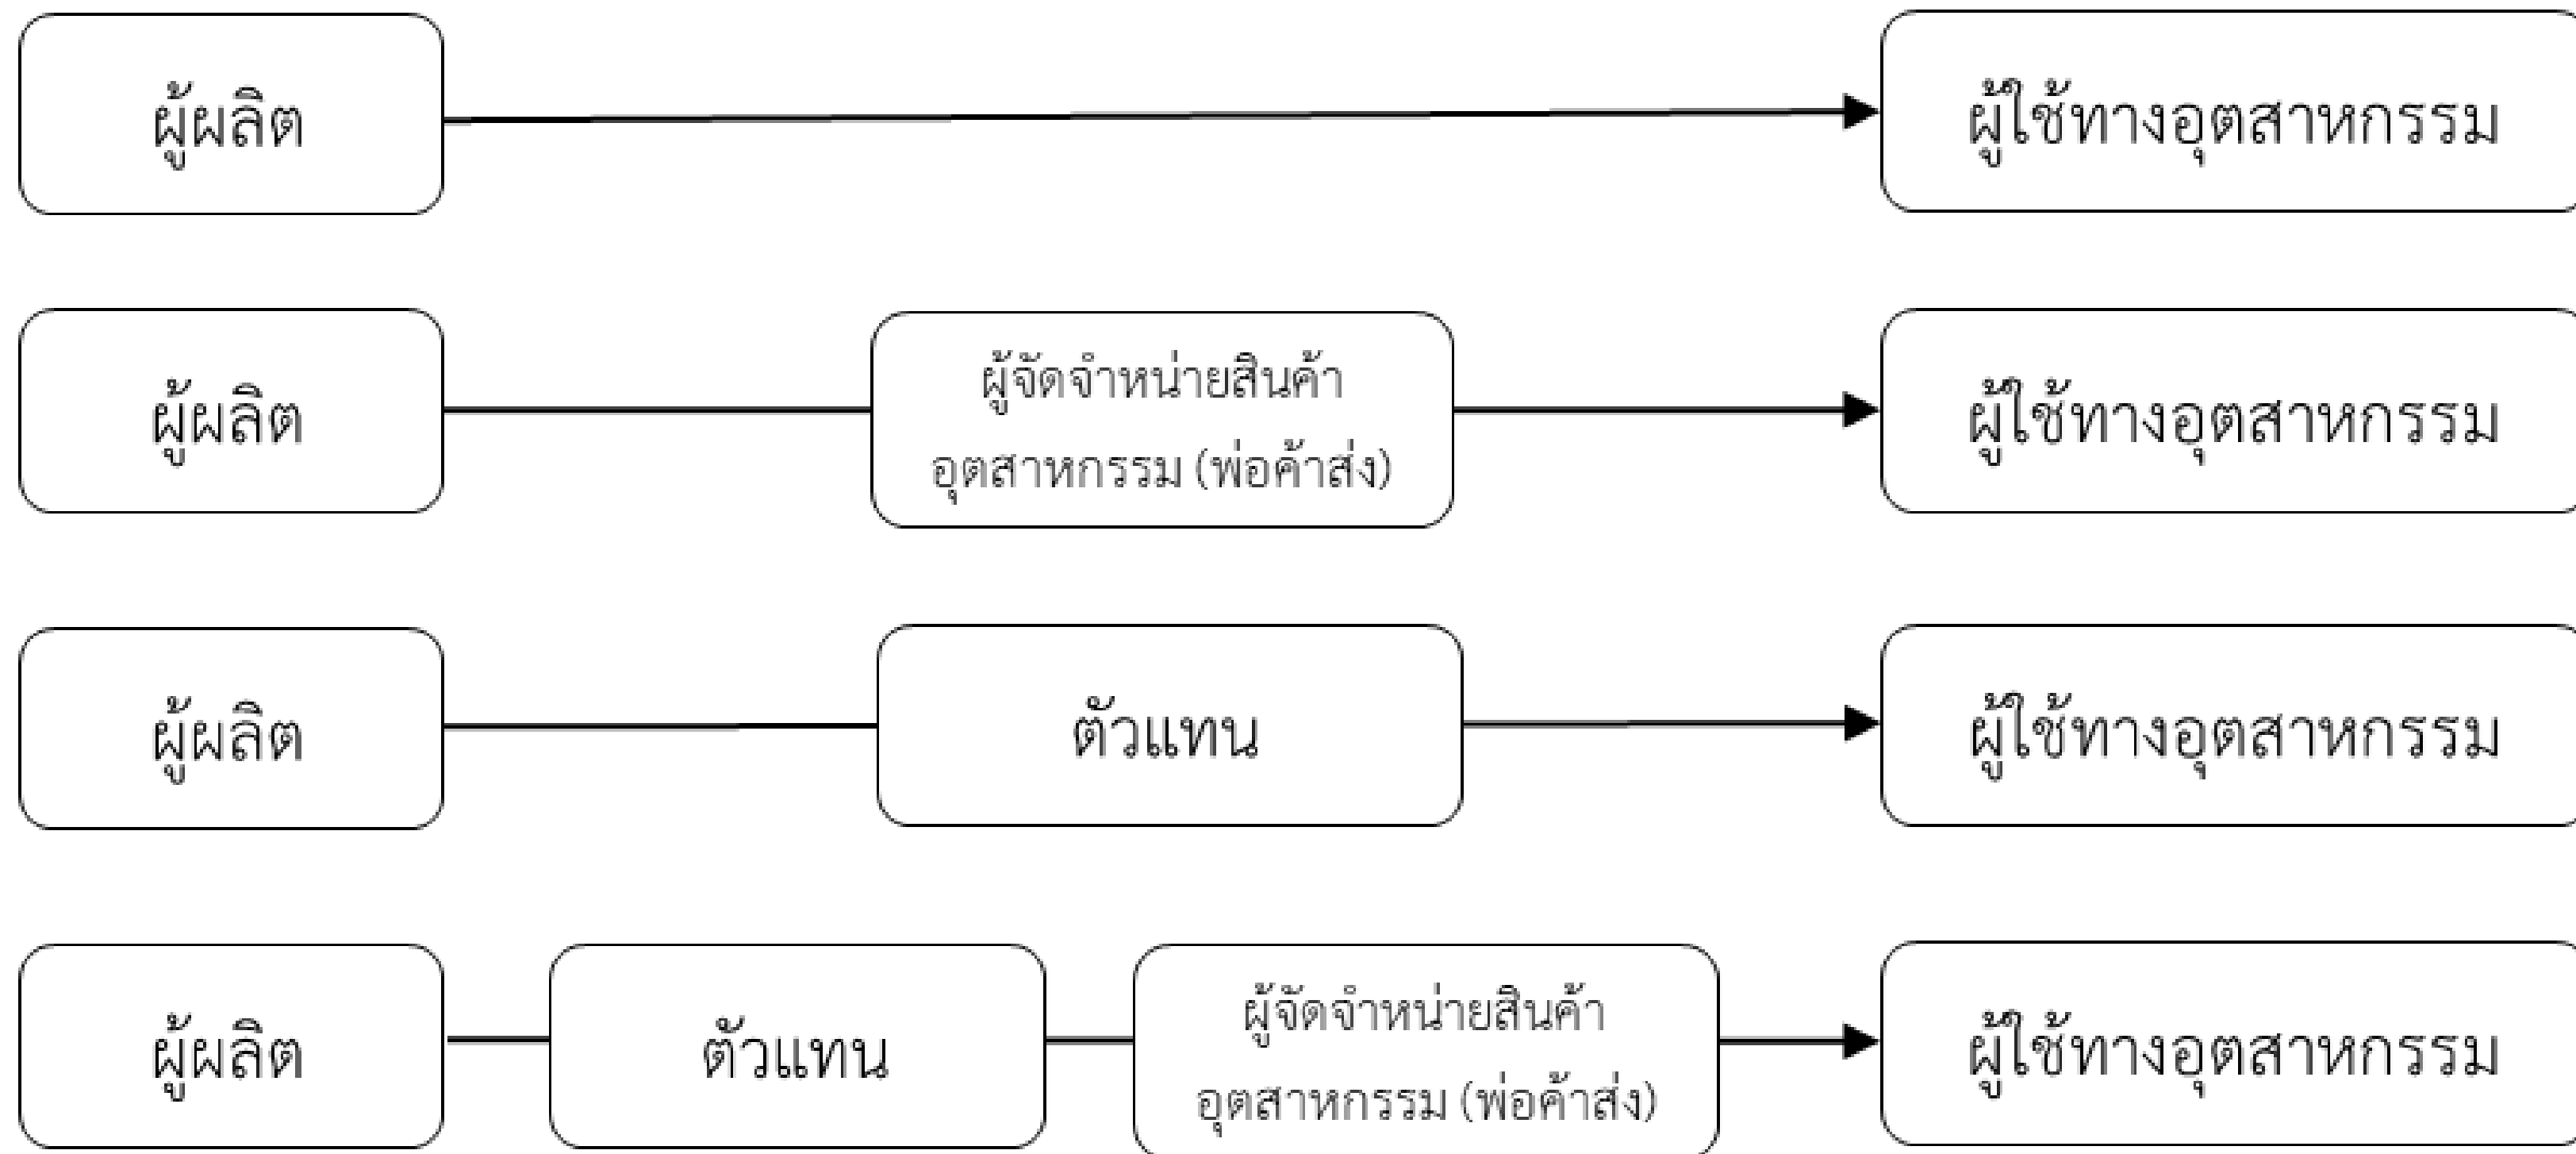 ผู้ผลิต
ผู้ใช้ทางอุตสาหกรรม
ผู้ผลิต
ผู้จัดจำหน่ายสินค้า
อุตสาหกรรม (พ่อค้าส่ง)
ผู้ใช้ทางอุตสาหกรรม
ผู้ผลิต
ตัวแทน
ผู้ใช้ทางอุตสาหกรรม
ผู้ผลิต
ตัวแทน
ผู้จัดจำหน่ายสินค้า
อุตสาหกรรม (พ่อค้าส่ง)
ผู้ใช้ทางอุตสาหกรรม